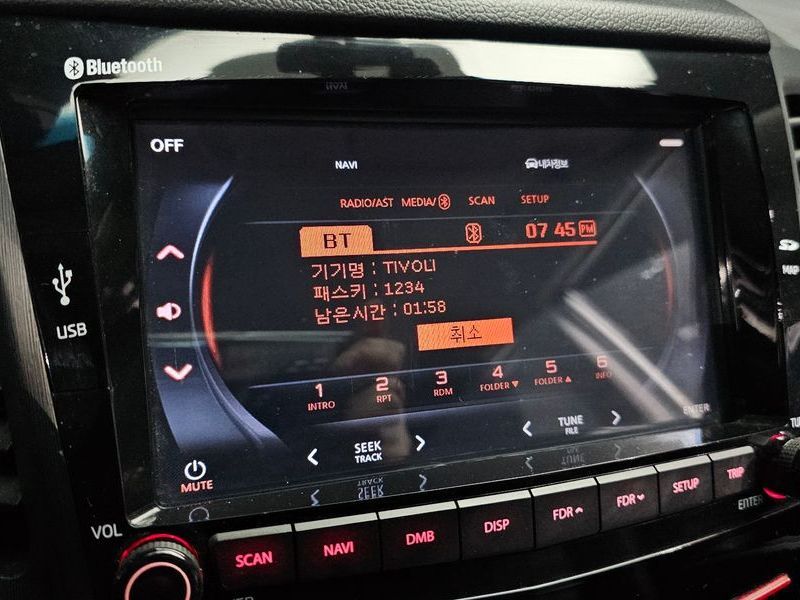 Bluetooth
OFF
NAVI
내차정보
RADIO/AST MEDIA/ SCAN SETUP
BT
07 45 PM
기기명 : TIVOLI
패스키 : 1234
남은시간 : 01:58
취소
1 2 3 4 5 6
INTRO RPT RDM FOLDER▼ FOLDER▲ INFO
USB
SD
MAP
ENTER
< SEEK >
TRACK
< TUNE >
FILE
MUTE
VOL
SCAN NAVI DMB DISP FDR FDR SETUP TRIP
ENTER